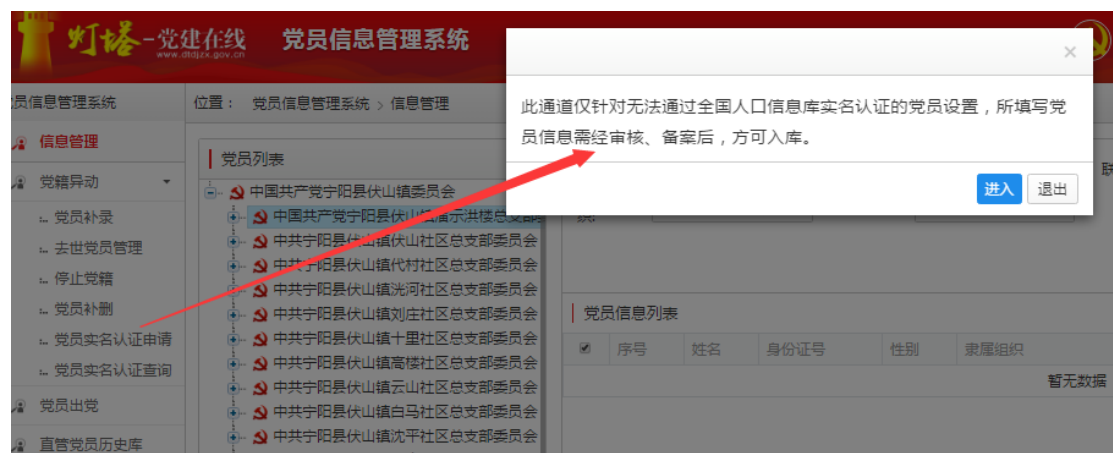 灯塔-党建在线 党员信息管理系统
www.dtdjzx.gov.cn
×
员信息管理系统
位置： 党员信息管理系统 > 信息管理
此通道仅针对无法通过全国人口信息库实名认证的党员设置，所填写党
员信息需经审核、备案后，方可入库。
进入 退出
信息管理
党籍异动
党员补录
去世党员管理
停止党籍
党员补删
党员实名认证申请
党员实名认证查询
党员出党
直管党员历史库
党员列表
中国共产党宁阳县伏山镇委员会
中国共产党宁阳县伏山镇演示洪楼总支部
中共宁阳县伏山镇伏山社区总支部委员会
中共宁阳县伏山镇代村社区总支部委员会
中共宁阳县伏山镇洸河社区总支部委员会
中共宁阳县伏山镇刘庄社区总支部委员会
中共宁阳县伏山镇十里社区总支部委员会
中共宁阳县伏山镇高楼社区总支部委员会
中共宁阳县伏山镇云山社区总支部委员会
中共宁阳县伏山镇白马社区总支部委员会
中共宁阳县伏山镇沈平社区总支部委员会
党员信息列表
序号 姓名 身份证号 性别 隶属组织
暂无数据